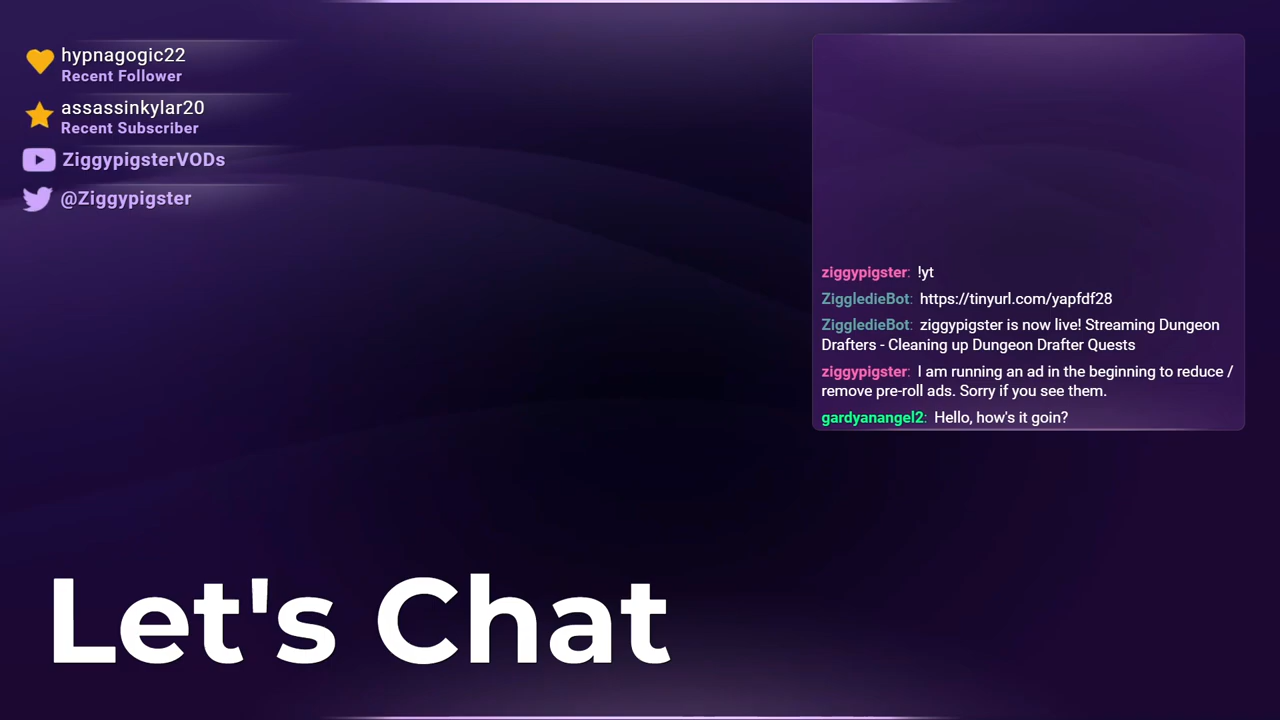 hypnagogic22
Recent Follower
assassinkylar20
Recent Subscriber
ZiggypigsterVODs
@Ziggypigster
ziggypigster: !yt
ZiggledieBot: https://tinyurl.com/yapfdf28
ZiggledieBot: ziggypigster is now live! Streaming Dungeon
Drafters - Cleaning up Dungeon Drafter Quests
ziggypigster: I am running an ad in the beginning to reduce /
remove pre-roll ads. Sorry if you see them.
gardyanangel2: Hello, how's it goin?
Let's Chat